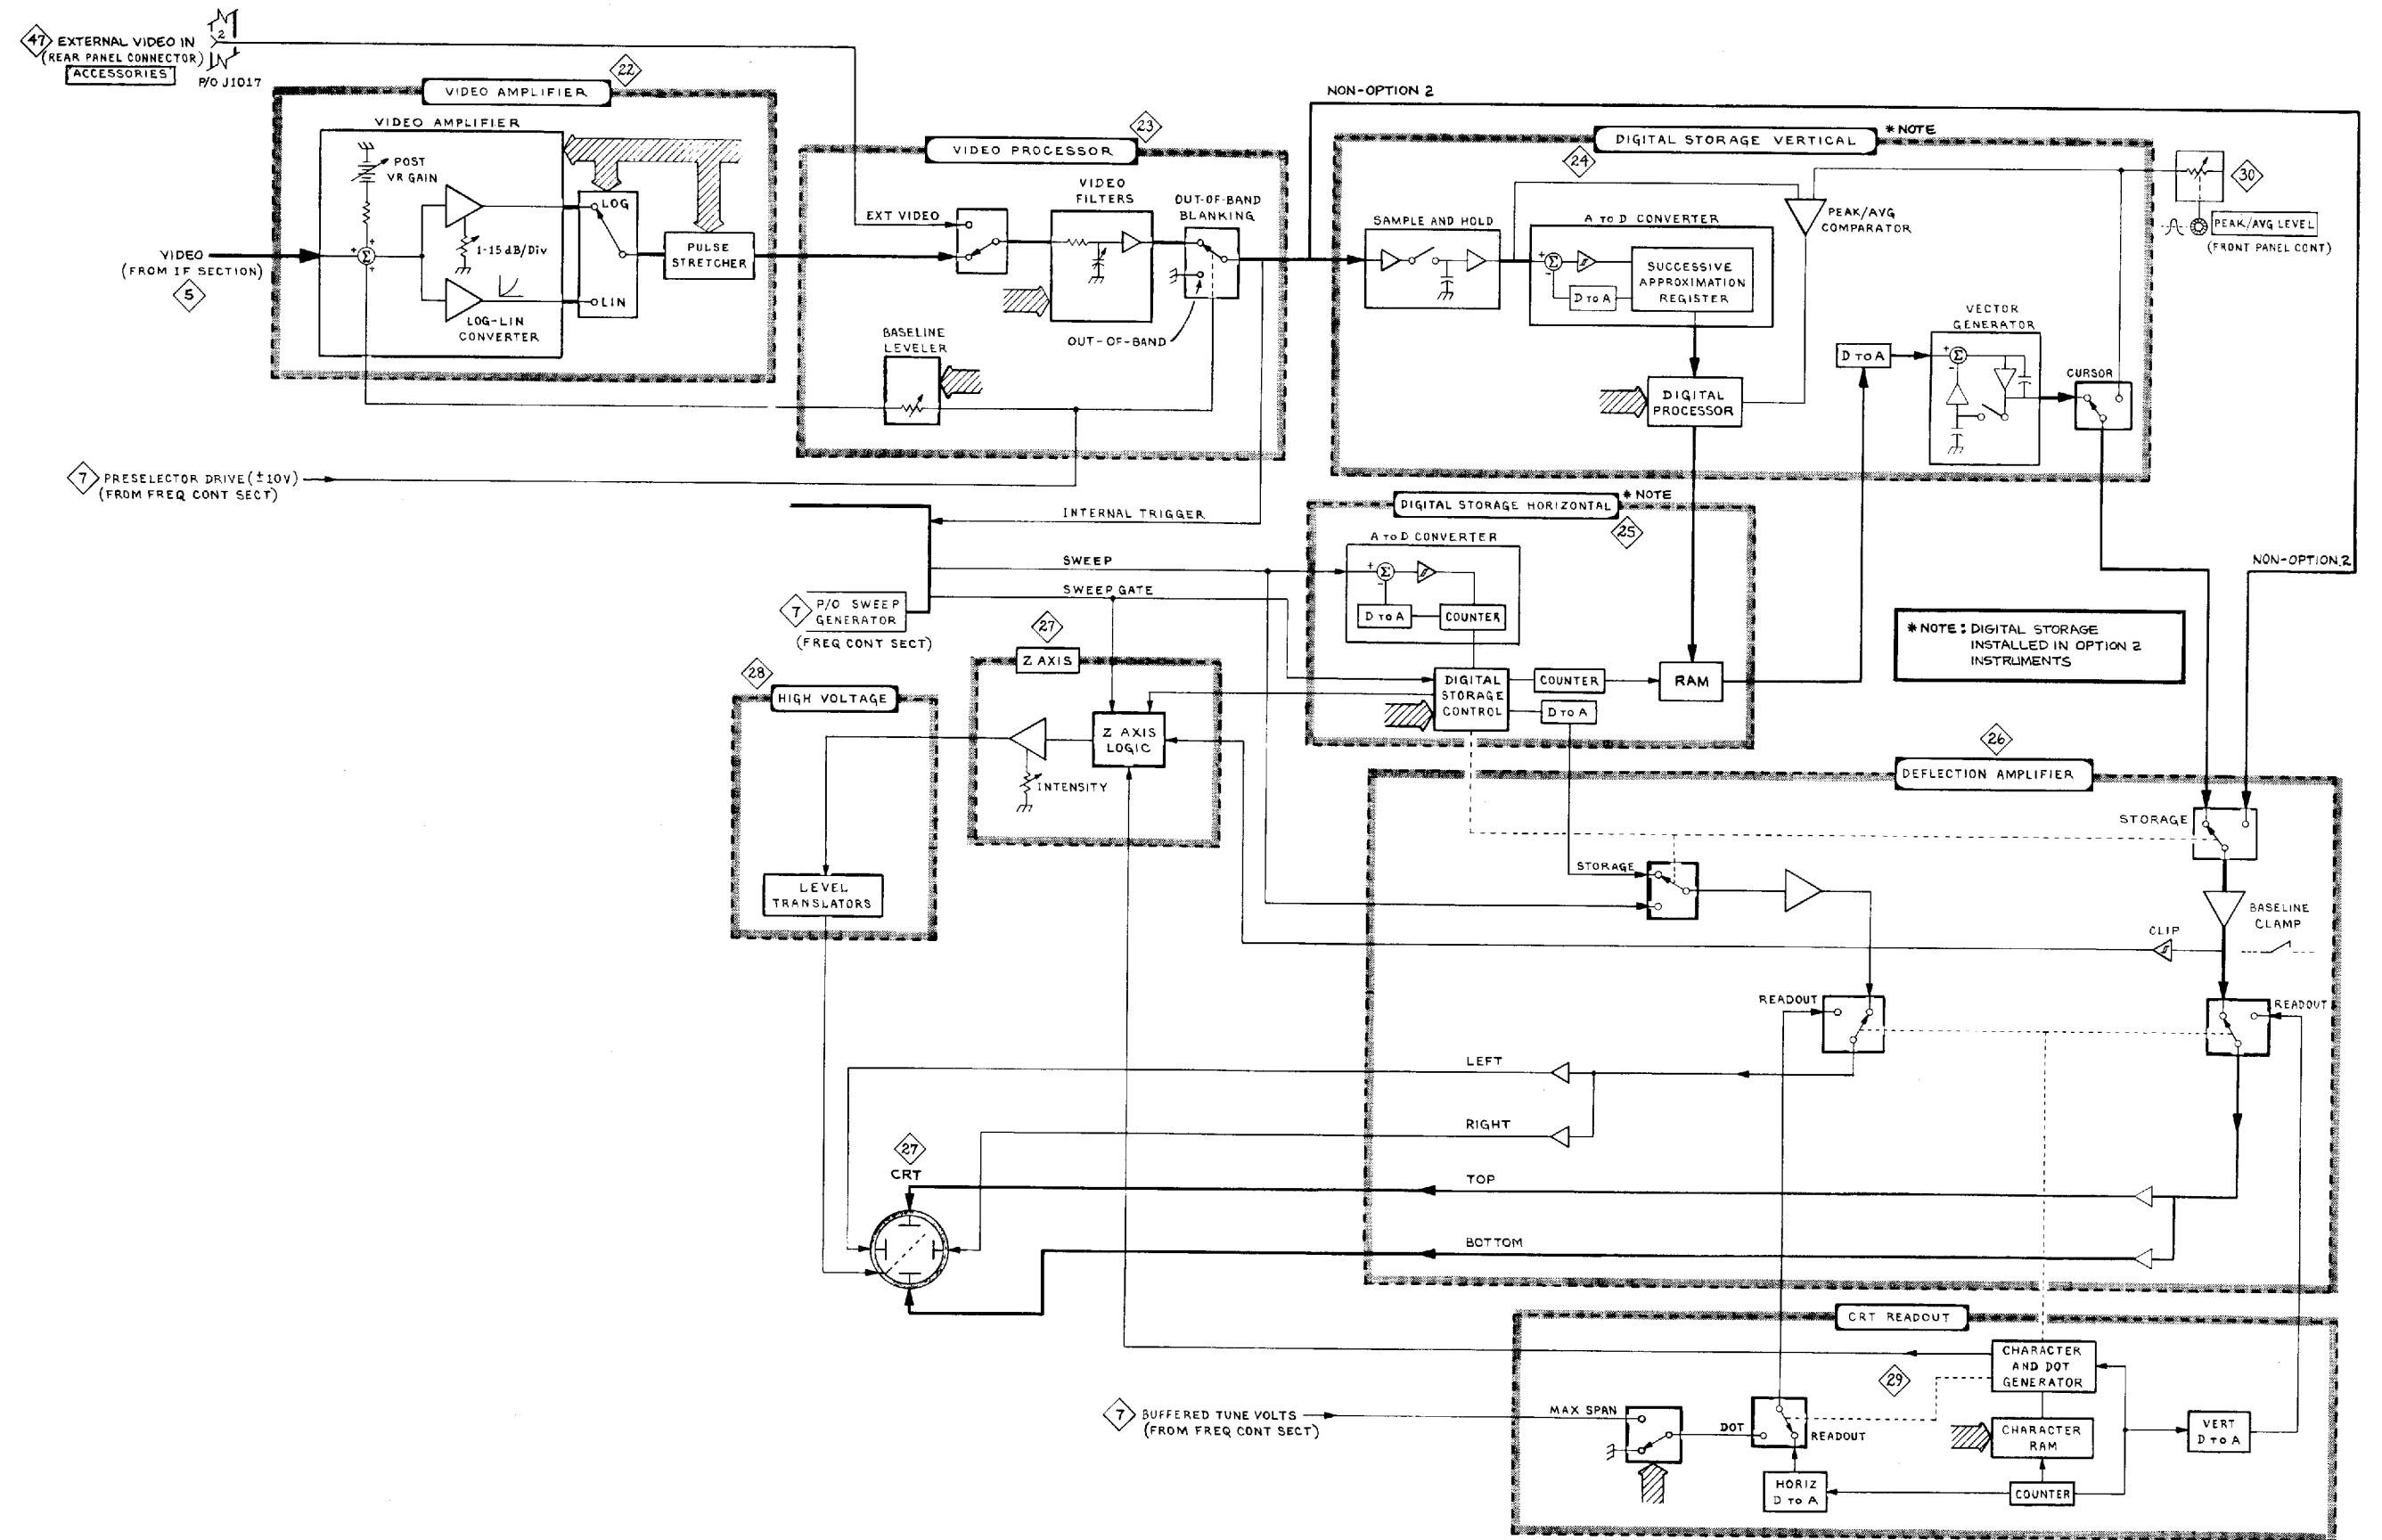 47
EXTERNAL VIDEO IN
(REAR PANEL CONNECTOR)
ACCESSORIES
2
P/O J1017
22
VIDEO AMPLIFIER
VIDEO AMPLIFIER
POST
VR GAIN
Σ
+
+
+
1-15 dB/Div
LOG-LIN
CONVERTER
LOG
LIN
PULSE
STRETCHER
VIDEO
(FROM IF SECTION)
5
23
VIDEO PROCESSOR
EXT VIDEO
VIDEO
FILTERS
OUT-OF-BAND
BLANKING
OUT-OF-BAND
BASELINE
LEVELER
7
PRESELECTOR DRIVE (±10V)
(FROM FREQ CONT SECT)
NON-OPTION 2
DIGITAL STORAGE VERTICAL
* NOTE
24
SAMPLE AND HOLD
A TO D CONVERTER
+
Σ
-
D TO A
SUCCESSIVE
APPROXIMATION
REGISTER
PEAK/AVG
COMPARATOR
DIGITAL
PROCESSOR
30
PEAK/AVG LEVEL
(FRONT PANEL CONT)
VECTOR
GENERATOR
D TO A
+
Σ
-
CURSOR
NON-OPTION 2
INTERNAL TRIGGER
SWEEP
SWEEP GATE
7
P/O SWEEP
GENERATOR
(FREQ CONT SECT)
DIGITAL STORAGE HORIZONTAL
* NOTE
25
A TO D CONVERTER
+
Σ
-
D TO A
COUNTER
DIGITAL
STORAGE
CONTROL
COUNTER
D TO A
RAM
* NOTE: DIGITAL STORAGE
INSTALLED IN OPTION 2
INSTRUMENTS
27
Z AXIS
Z AXIS
LOGIC
INTENSITY
28
HIGH VOLTAGE
LEVEL
TRANSLATORS
26
DEFLECTION AMPLIFIER
STORAGE
STORAGE
BASELINE
CLAMP
CLIP
READOUT
READOUT
LEFT
RIGHT
TOP
BOTTOM
27
CRT
CRT READOUT
CHARACTER
AND DOT
GENERATOR
29
7
BUFFERED TUNE VOLTS
(FROM FREQ CONT SECT)
MAX SPAN
DOT
READOUT
CHARACTER
RAM
VERT
D TO A
HORIZ
D TO A
COUNTER